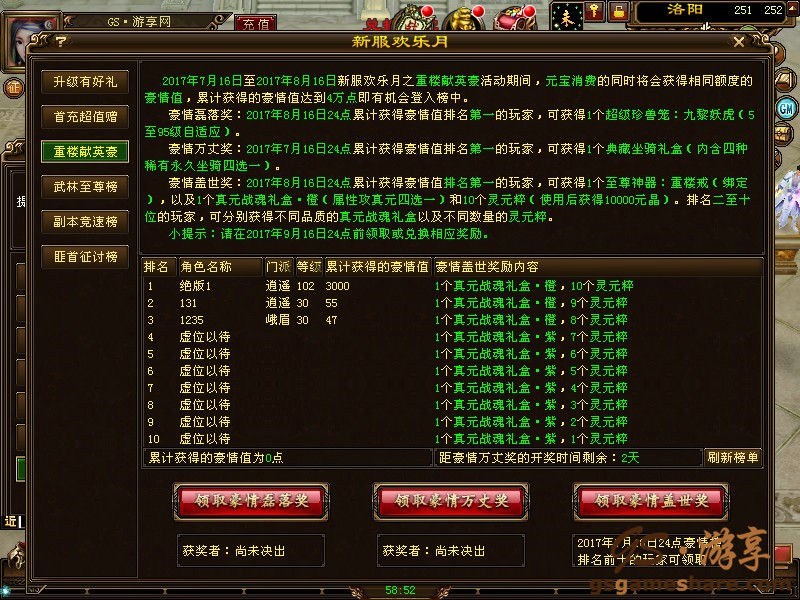 GS·游享网
充值
洛阳 251 252
未
新服欢乐月
征
GM
升级有好礼
首充超值赠
重楼献英豪
武林至尊榜
副本竞速榜
匪首征讨榜
2017年7月16日至2017年8月16日新服欢乐月之重楼献英豪活动期间，元宝消费的同时将会获得相同额度的
豪情值，累计获得的豪情值达到4万点即有机会登入榜中。
豪情磊落奖：2017年8月16日24点累计获得豪情值排名第一的玩家，可获得1个超级珍兽笼：九黎妖虎（5
至95级自适应）。
豪情万丈奖：2017年7月16日24点累计获得豪情值排名第一的玩家，可获得1个典藏坐骑礼盒（内含四种
稀有永久坐骑四选一）。
豪情盖世奖：2017年8月16日24点累计获得豪情值排名第一的玩家，可获得1个至尊神器：重楼戒（绑定
），以及1个真元战魂礼盒·橙（属性攻真元四选一）和10个灵元粹（使用后获得10000元晶）。排名二至十
位的玩家，可分别获得不同品质的真元战魂礼盒以及不同数量的灵元粹。
小提示：请在2017年9月16日24点前领取或兑换相应奖励。
排名 角色名称 门派 等级 累计获得的豪情值 豪情盖世奖励内容
1 绝版1 逍遥 102 3000 1个真元战魂礼盒·橙，10个灵元粹
2 131 逍遥 30 55 1个真元战魂礼盒·橙，9个灵元粹
3 1235 峨眉 30 47 1个真元战魂礼盒·橙，8个灵元粹
4 虚位以待 1个真元战魂礼盒·紫，7个灵元粹
5 虚位以待 1个真元战魂礼盒·紫，6个灵元粹
6 虚位以待 1个真元战魂礼盒·紫，5个灵元粹
7 虚位以待 1个真元战魂礼盒·紫，4个灵元粹
8 虚位以待 1个真元战魂礼盒·紫，3个灵元粹
9 虚位以待 1个真元战魂礼盒·紫，2个灵元粹
10 虚位以待 1个真元战魂礼盒·紫，1个灵元粹
累计获得的豪情值为0点 距豪情万丈奖的开奖时间剩余：2天 刷新榜单
领取豪情磊落奖 领取豪情万丈奖 领取豪情盖世奖
获奖者：尚未决出 获奖者：尚未决出
2017年8月16日24点豪情值
排名前十的玩家可领取
近
游享
gsgameshare.com
58:52